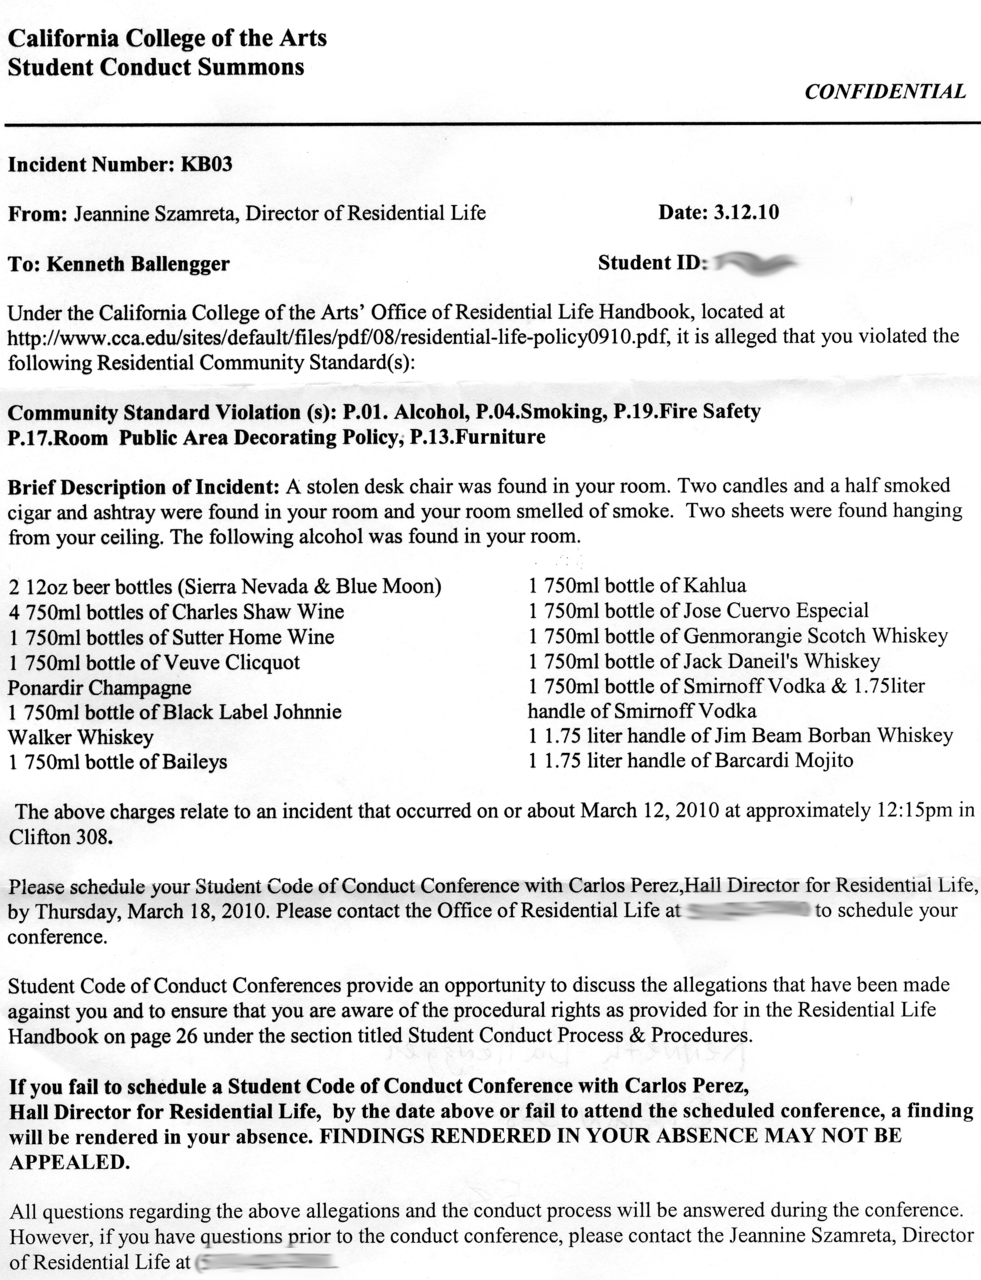 California College of the Arts
Student Conduct Summons
CONFIDENTIAL
Incident Number: KB03
From: Jeannine Szamreta, Director of Residential Life Date: 3.12.10
To: Kenneth Ballengger Student ID:
Under the California College of the Arts' Office of Residential Life Handbook, located at
http://www.cca.edu/sites/default/files/pdf/08/residential-life-policy0910.pdf, it is alleged that you violated the
following Residential Community Standard(s):
Community Standard Violation (s): P.01. Alcohol, P.04.Smoking, P.19.Fire Safety
P.17.Room Public Area Decorating Policy, P.13.Furniture
Brief Description of Incident: A stolen desk chair was found in your room. Two candles and a half smoked
cigar and ashtray were found in your room and your room smelled of smoke. Two sheets were found hanging
from your ceiling. The following alcohol was found in your room.
2 12oz beer bottles (Sierra Nevada & Blue Moon)
4 750ml bottles of Charles Shaw Wine
1 750ml bottles of Sutter Home Wine
1 750ml bottle of Veuve Clicquot
Ponardir Champagne
1 750ml bottle of Black Label Johnnie
Walker Whiskey
1 750ml bottle of Baileys
1 750ml bottle of Kahlua
1 750ml bottle of Jose Cuervo Especial
1 750ml bottle of Genmorangie Scotch Whiskey
1 750ml bottle of Jack Daneil's Whiskey
1 750ml bottle of Smirnoff Vodka & 1.75liter
handle of Smirnoff Vodka
1 1.75 liter handle of Jim Beam Borban Whiskey
1 1.75 liter handle of Barcardi Mojito
The above charges relate to an incident that occurred on or about March 12, 2010 at approximately 12:15pm in
Clifton 308.
Please schedule your Student Code of Conduct Conference with Carlos Perez,Hall Director for Residential Life,
by Thursday, March 18, 2010. Please contact the Office of Residential Life at to schedule your
conference.
Student Code of Conduct Conferences provide an opportunity to discuss the allegations that have been made
against you and to ensure that you are aware of the procedural rights as provided for in the Residential Life
Handbook on page 26 under the section titled Student Conduct Process & Procedures.
If you fail to schedule a Student Code of Conduct Conference with Carlos Perez,
Hall Director for Residential Life, by the date above or fail to attend the scheduled conference, a finding
will be rendered in your absence. FINDINGS RENDERED IN YOUR ABSENCE MAY NOT BE
APPEALED.
All questions regarding the above allegations and the conduct process will be answered during the conference.
However, if you have questions prior to the conduct conference, please contact the Jeannine Szamreta, Director
of Residential Life at